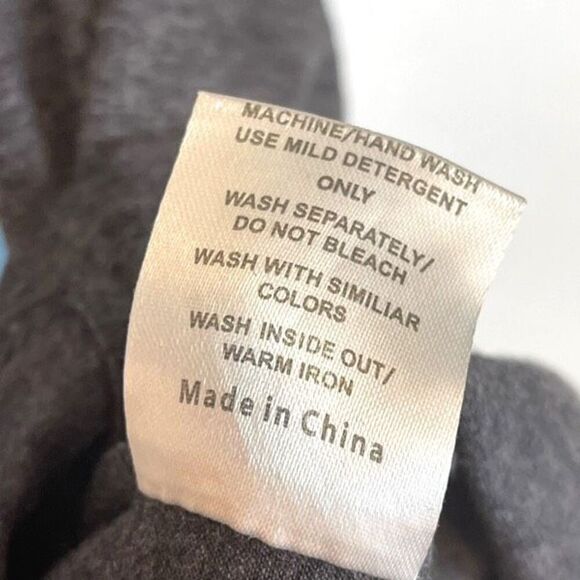 MACHINE/HAND WASH
USE MILD DETERGENT
ONLY
WASH SEPARATELY/
DO NOT BLEACH
WASH WITH SIMILIAR
COLORS
WASH INSIDE OUT/
WARM IRON
Made in China